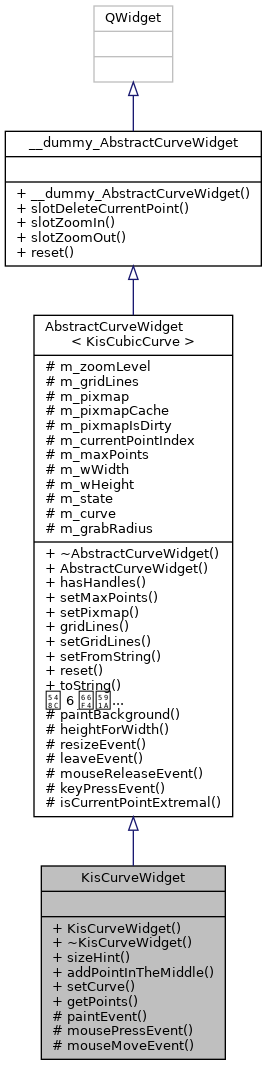 QWidget
__dummy_AbstractCurveWidget
+ __dummy_AbstractCurveWidget()
+ slotDeleteCurrentPoint()
+ slotZoomIn()
+ slotZoomOut()
+ reset()
AbstractCurveWidget
< KisCubicCurve >
# m_zoomLevel
# m_gridLines
# m_pixmap
# m_pixmapCache
# m_pixmapIsDirty
# m_currentPointIndex
# m_maxPoints
# m_wWidth
# m_wHeight
# m_state
# m_curve
# m_grabRadius
+ ~AbstractCurveWidget()
+ AbstractCurveWidget()
+ hasHandles()
+ setMaxPoints()
+ setPixmap()
+ gridLines()
+ setGridLines()
+ setFromString()
+ reset()
+ toString()
6 ...
# paintBackground()
# heightForWidth()
# resizeEvent()
# leaveEvent()
# mouseReleaseEvent()
# keyPressEvent()
# isCurrentPointExtremal()
KisCurveWidget
+ KisCurveWidget()
+ ~KisCurveWidget()
+ sizeHint()
+ addPointInTheMiddle()
+ setCurve()
+ getPoints()
# paintEvent()
# mousePressEvent()
# mouseMoveEvent()